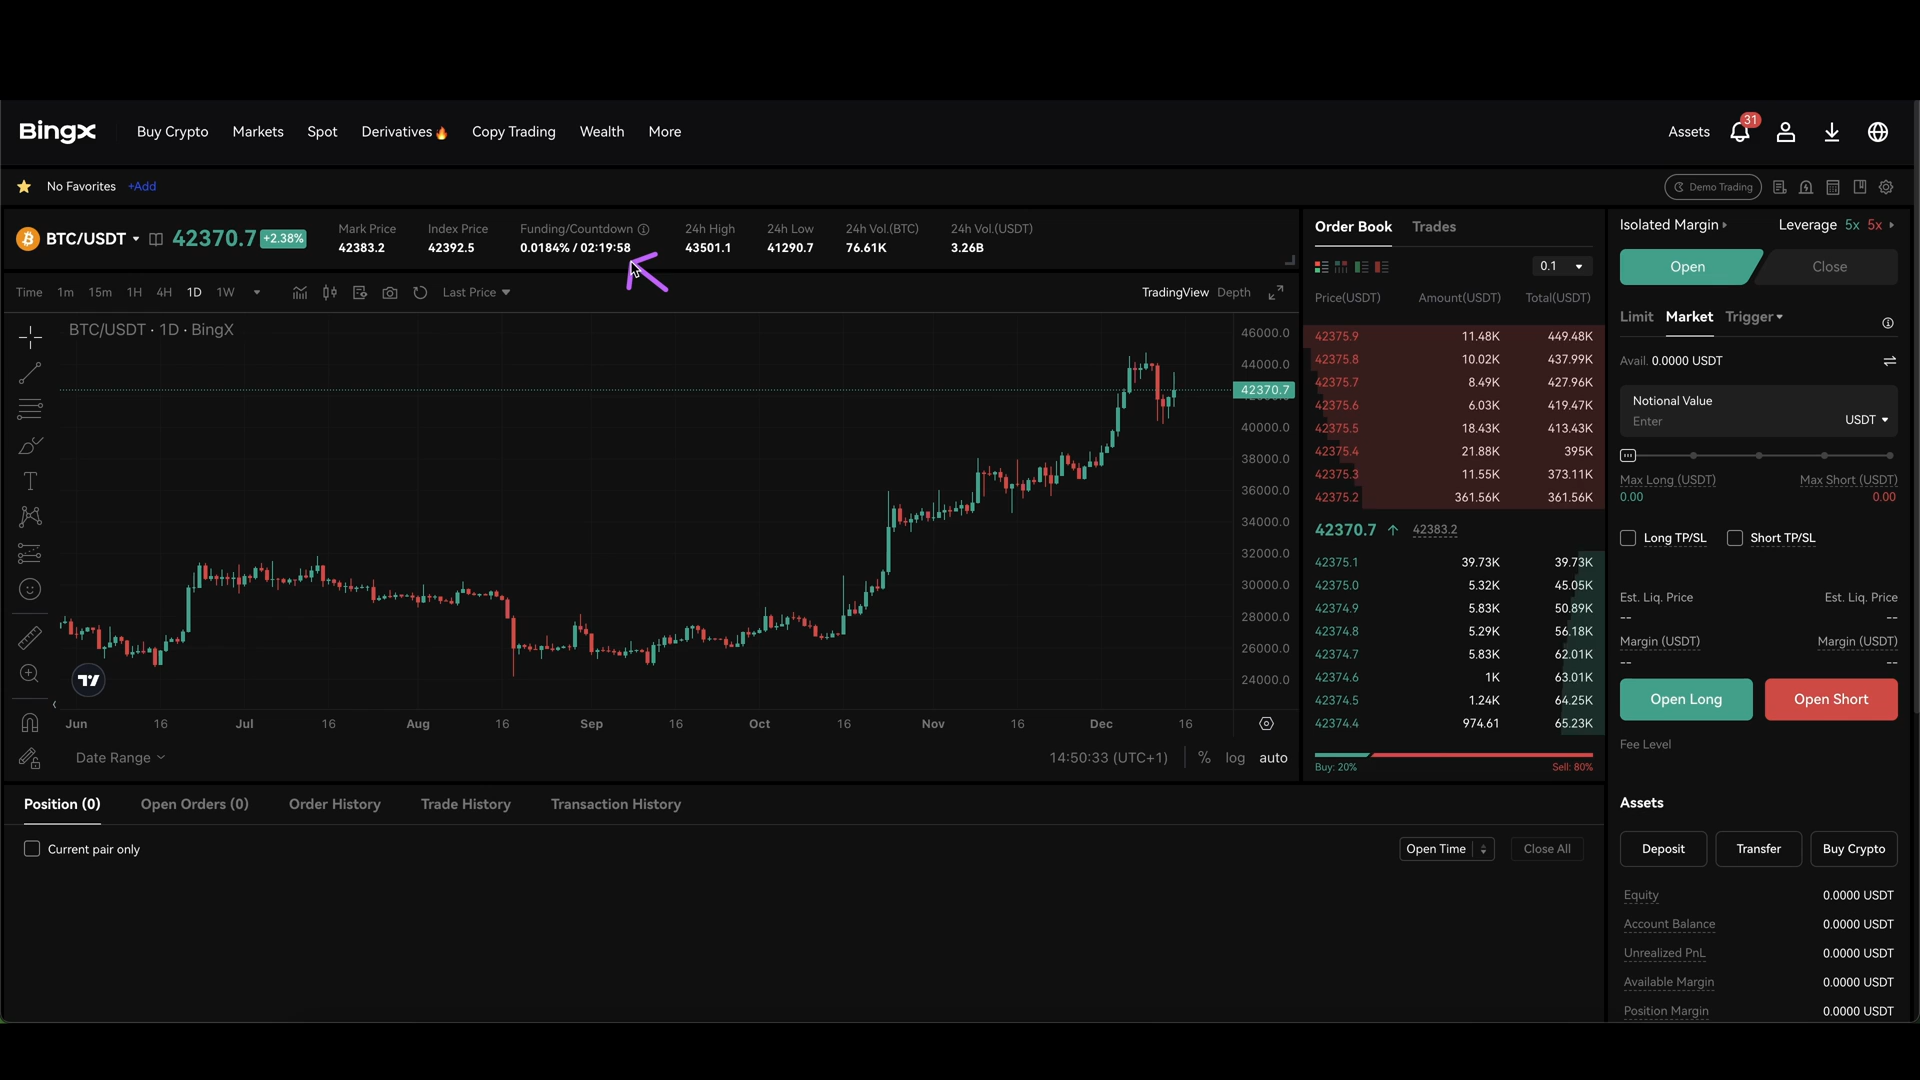 BingX Buy Crypto Markets Spot Derivatives Copy Trading Wealth More Assets 31
No Favorites +Add Demo Trading
BTC/USDT 42370.7 +2.38%
Mark Price Index Price Funding/Countdown 24h High 24h Low 24h Vol.(BTC) 24h Vol.(USDT)
42383.2 42392.5 0.0184% / 02:19:58 43501.1 41290.7 76.61K 3.26B
Time 1m 15m 1H 4H 1D 1W Last Price TradingView Depth
BTC/USDT · 1D · BingX
46000.0
44000.0
42370.7
40000.0
38000.0
36000.0
34000.0
32000.0
30000.0
28000.0
26000.0
24000.0
Jun 16 Jul 16 Aug 16 Sep 16 Oct 16 Nov 16 Dec 16
Date Range 14:50:33 (UTC+1) % log auto
Order Book Trades
0.1
Price(USDT) Amount(USDT) Total(USDT)
42375.9 11.48K 449.48K
42375.8 10.02K 437.99K
42375.7 8.49K 427.96K
42375.6 6.03K 419.47K
42375.5 18.43K 413.43K
42375.4 21.88K 395K
42375.3 11.55K 373.11K
42375.2 361.56K 361.56K
42370.7 42383.2
42375.1 39.73K 39.73K
42375.0 5.32K 45.05K
42374.9 5.83K 50.89K
42374.8 5.29K 56.18K
42374.7 5.83K 62.01K
42374.6 1K 63.01K
42374.5 1.24K 64.25K
42374.4 974.61 65.23K
Buy: 20% Sell: 80%
Isolated Margin Leverage 5x 5x
Open Close
Limit Market Trigger
Avail. 0.0000 USDT
Notional Value
Enter USDT
Max Long (USDT) Max Short (USDT)
0.00 0.00
Long TP/SL Short TP/SL
Est. Liq. Price Est. Liq. Price
-- --
Margin (USDT) Margin (USDT)
-- --
Open Long Open Short
Fee Level
Assets
Deposit Transfer Buy Crypto
Equity 0.0000 USDT
Account Balance 0.0000 USDT
Unrealized PnL 0.0000 USDT
Available Margin 0.0000 USDT
Position Margin 0.0000 USDT
Position (0) Open Orders (0) Order History Trade History Transaction History
Current pair only Open Time Close All